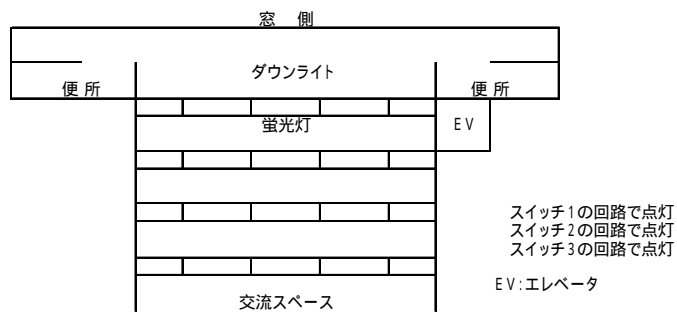 窓 側
ダウンライト
便所
便所
蛍光灯
EV
スイッチ1の回路で点灯
スイッチ2の回路で点灯
スイッチ3の回路で点灯
EV:エレベータ
交流スペース